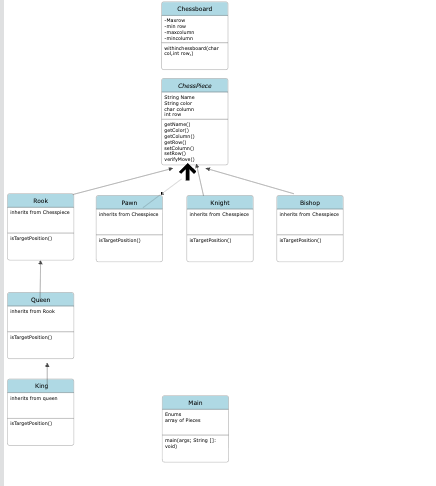 Chessboard
-Maxrow
-min row
-maxcolumn
-mincolumn
withinchessboard(char
col,int row,)
ChessPiece
String Name
String color
char column
int row
getName()
getColor()
getColumn()
getRow()
setColumn()
setRow()
verifyMove()
Rook
inherits from Chesspiece
isTargetPosition()
Pawn
inherits from Chesspiece
isTargetPosition()
Knight
inherits from Chesspiece
isTargetPosition()
Bishop
inherits from Chesspiece
isTargetPosition()
Queen
inherits from Rook
isTargetPosition()
King
inherits from queen
isTargetPosition()
Main
Enums
array of Pieces
main(args; String []:
void)